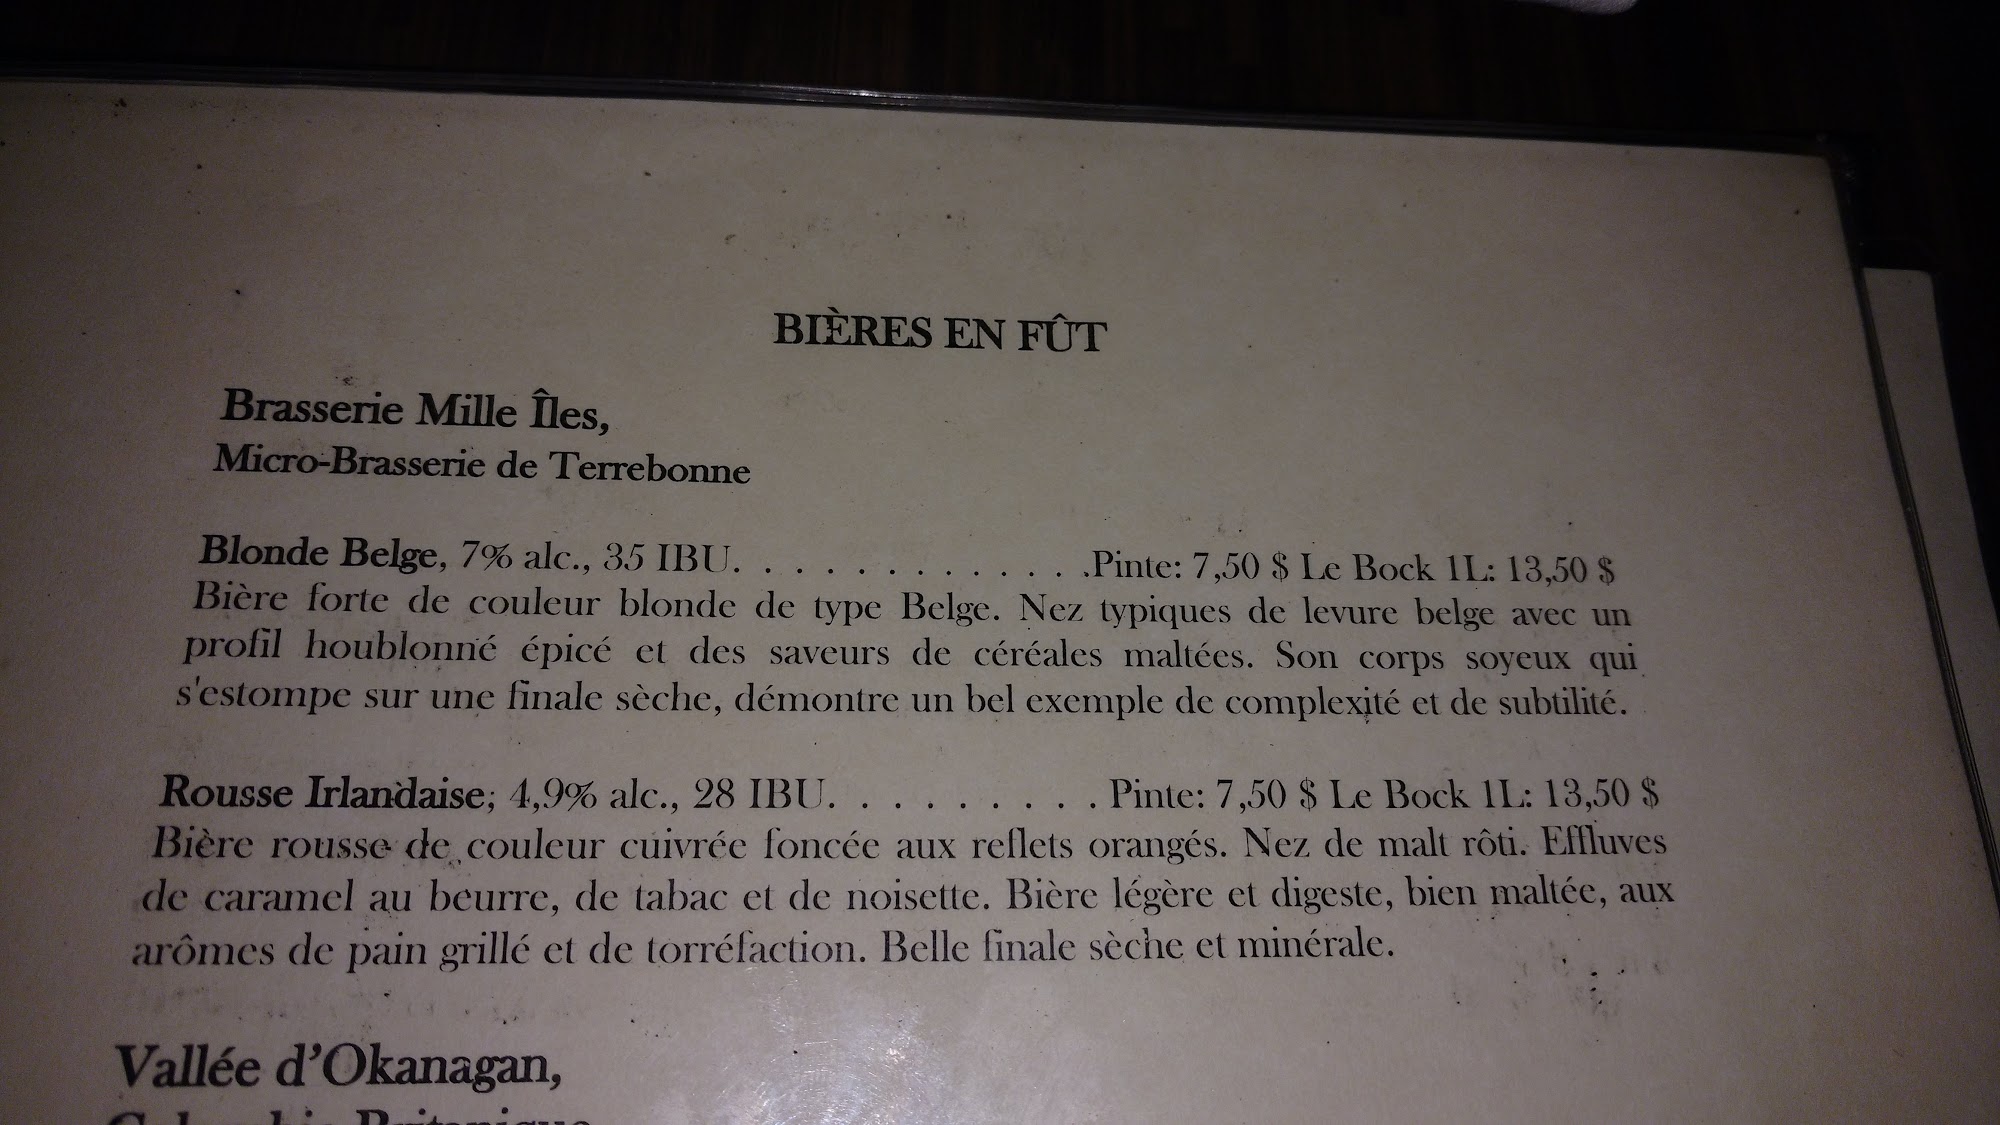 BIÈRES EN FÛT
Brasserie Mille Îles,
Micro-Brasserie de Terrebonne
Blonde Belge, 7% alc., 35 IBU. . . . . . . . . . . . . .Pinte: 7,50 $ Le Bock 1L: 13,50 $
Bière forte de couleur blonde de type Belge. Nez typiques de levure belge avec un
profil houblonné épicé et des saveurs de céréales maltées. Son corps soyeux qui
s'estompe sur une finale sèche, démontre un bel exemple de complexité et de subtilité.
Rousse Irlandaise; 4,9% alc., 28 IBU. . . . . . . . . . Pinte: 7,50 $ Le Bock 1L: 13,50 $
Bière rousse de couleur cuivrée foncée aux reflets orangés. Nez de malt rôti. Effluves
de caramel au beurre, de tabac et de noisette. Bière légère et digeste, bien maltée, aux
arômes de pain grillé et de torréfaction. Belle finale sèche et minérale.
Vallée d'Okanagan,